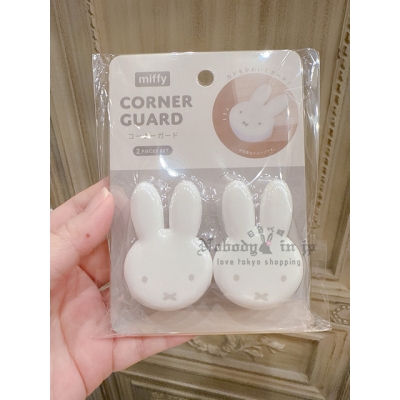 miffy
CORNER
GUARD
コーナーガード
2 PIECES SET
Nobody in jp
love tokyo shopping